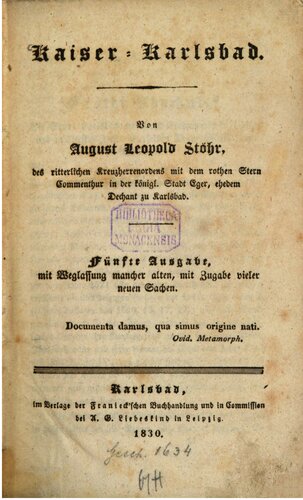 Kaiser-Karlsbad.
Von
August Leopold Stöhr,
des ritterlichen Kreuzherrenordens mit dem rothen Stern
Commenthur in der königl. Stadt Eger, ehedem
Dechant zu Karlsbad.
BIBLIOTHECA
REGIA
MONACENSIS
Fünfte Ausgabe,
mit Weglassung mancher alten, mit Zugabe vieler
neuen Sachen.
Documenta damus, qua simus origine nati.
Ovid. Metamorph.
Karlsbad,
im Verlage der Franieck'schen Buchhandlung und in Commission
bei A. G. Liebeskind in Leipzig.
1830.
Gesch. 1634